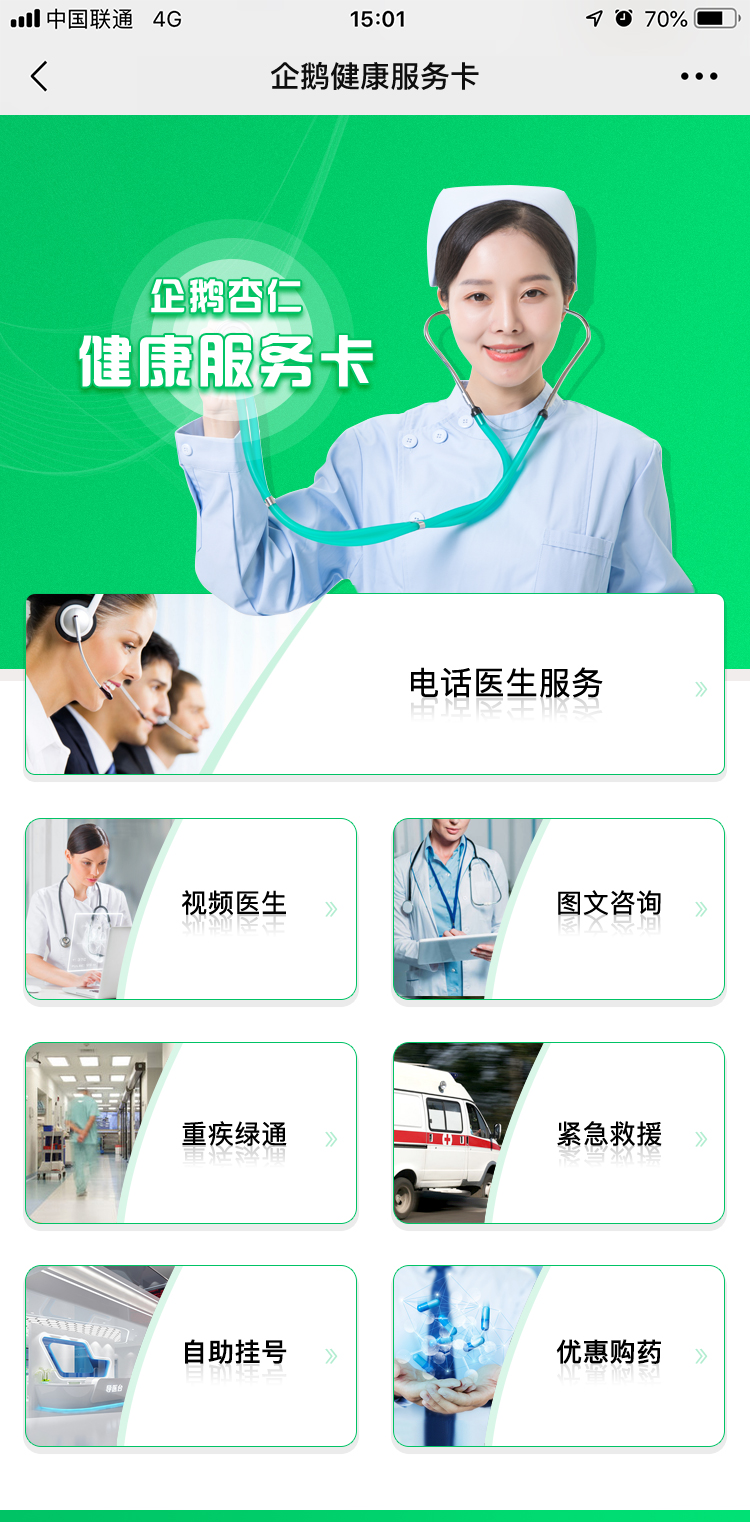 中国联通 4G 15:01 70%
企鹅健康服务卡
企鹅杏仁
健康服务卡
电话医生服务
视频医生
图文咨询
重疾绿通
紧急救援
自助挂号
优惠购药